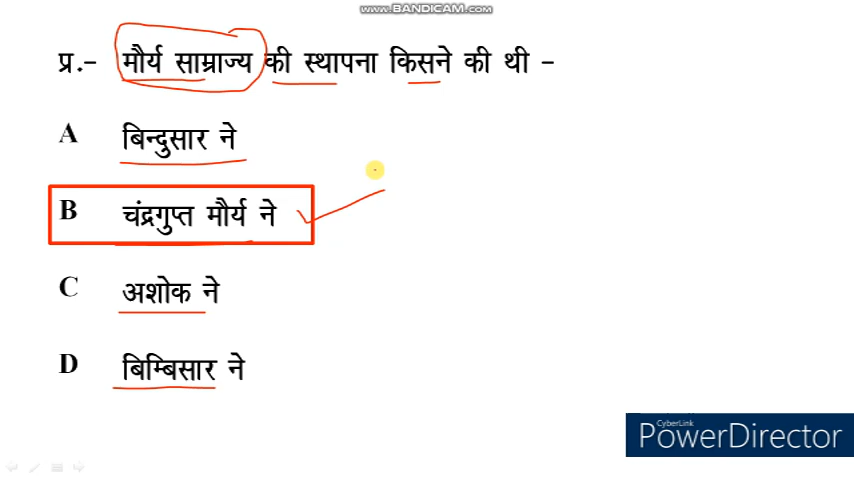 www.BANDICAM.com
प्र.- मौर्य साम्राज्य की स्थापना किसने की थी -
A बिन्दुसार ने
B चंद्रगुप्त मौर्य ने
C अशोक ने
D बिम्बिसार ने
CyberLink
PowerDirector